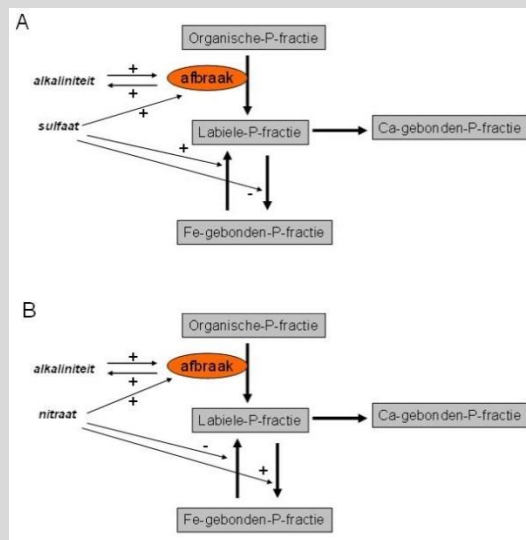 A
Organische-P-fractie
+
alkaliniteit
afbraak
+
+
sulfaat
Labiele-P-fractie
Ca-gebonden-P-fractie
+
-
Fe-gebonden-P-fractie
B
Organische-P-fractie
+
alkaliniteit
afbraak
+
+
nitraat
Labiele-P-fractie
Ca-gebonden-P-fractie
-
+
Fe-gebonden-P-fractie